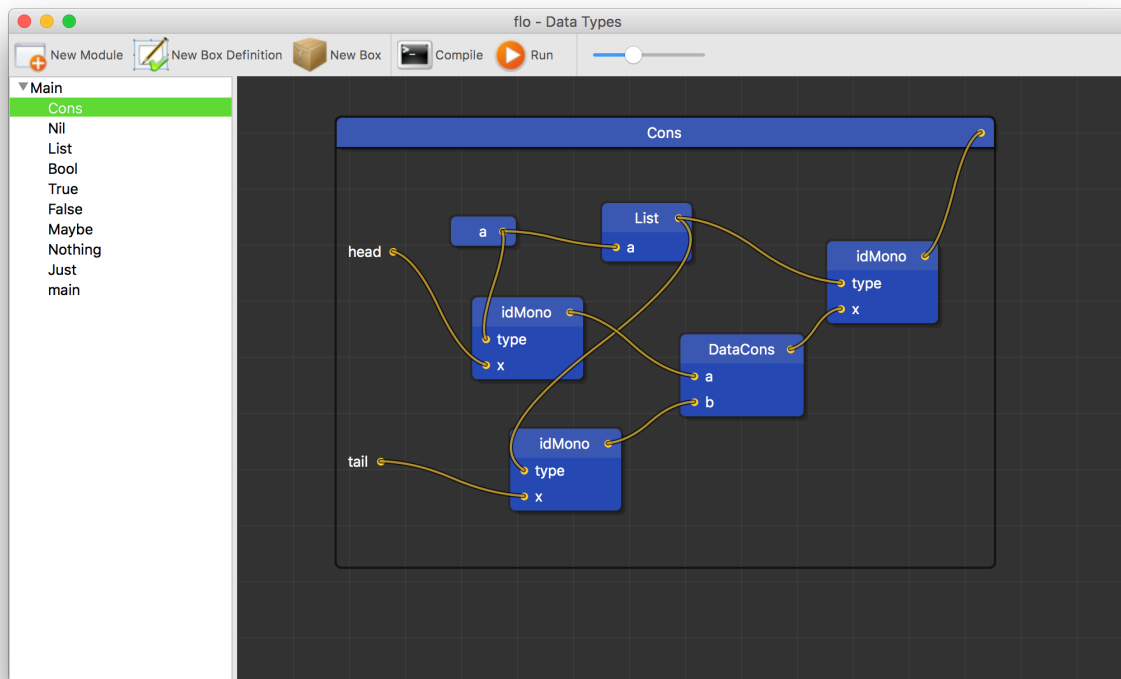 flo - Data Types
New Module New Box Definition New Box Compile Run
Main
Cons
Nil
List
Bool
True
False
Maybe
Nothing
Just
main
Cons
head
a
List
a
idMono
type
x
idMono
type
x
DataCons
a
b
tail
idMono
type
x